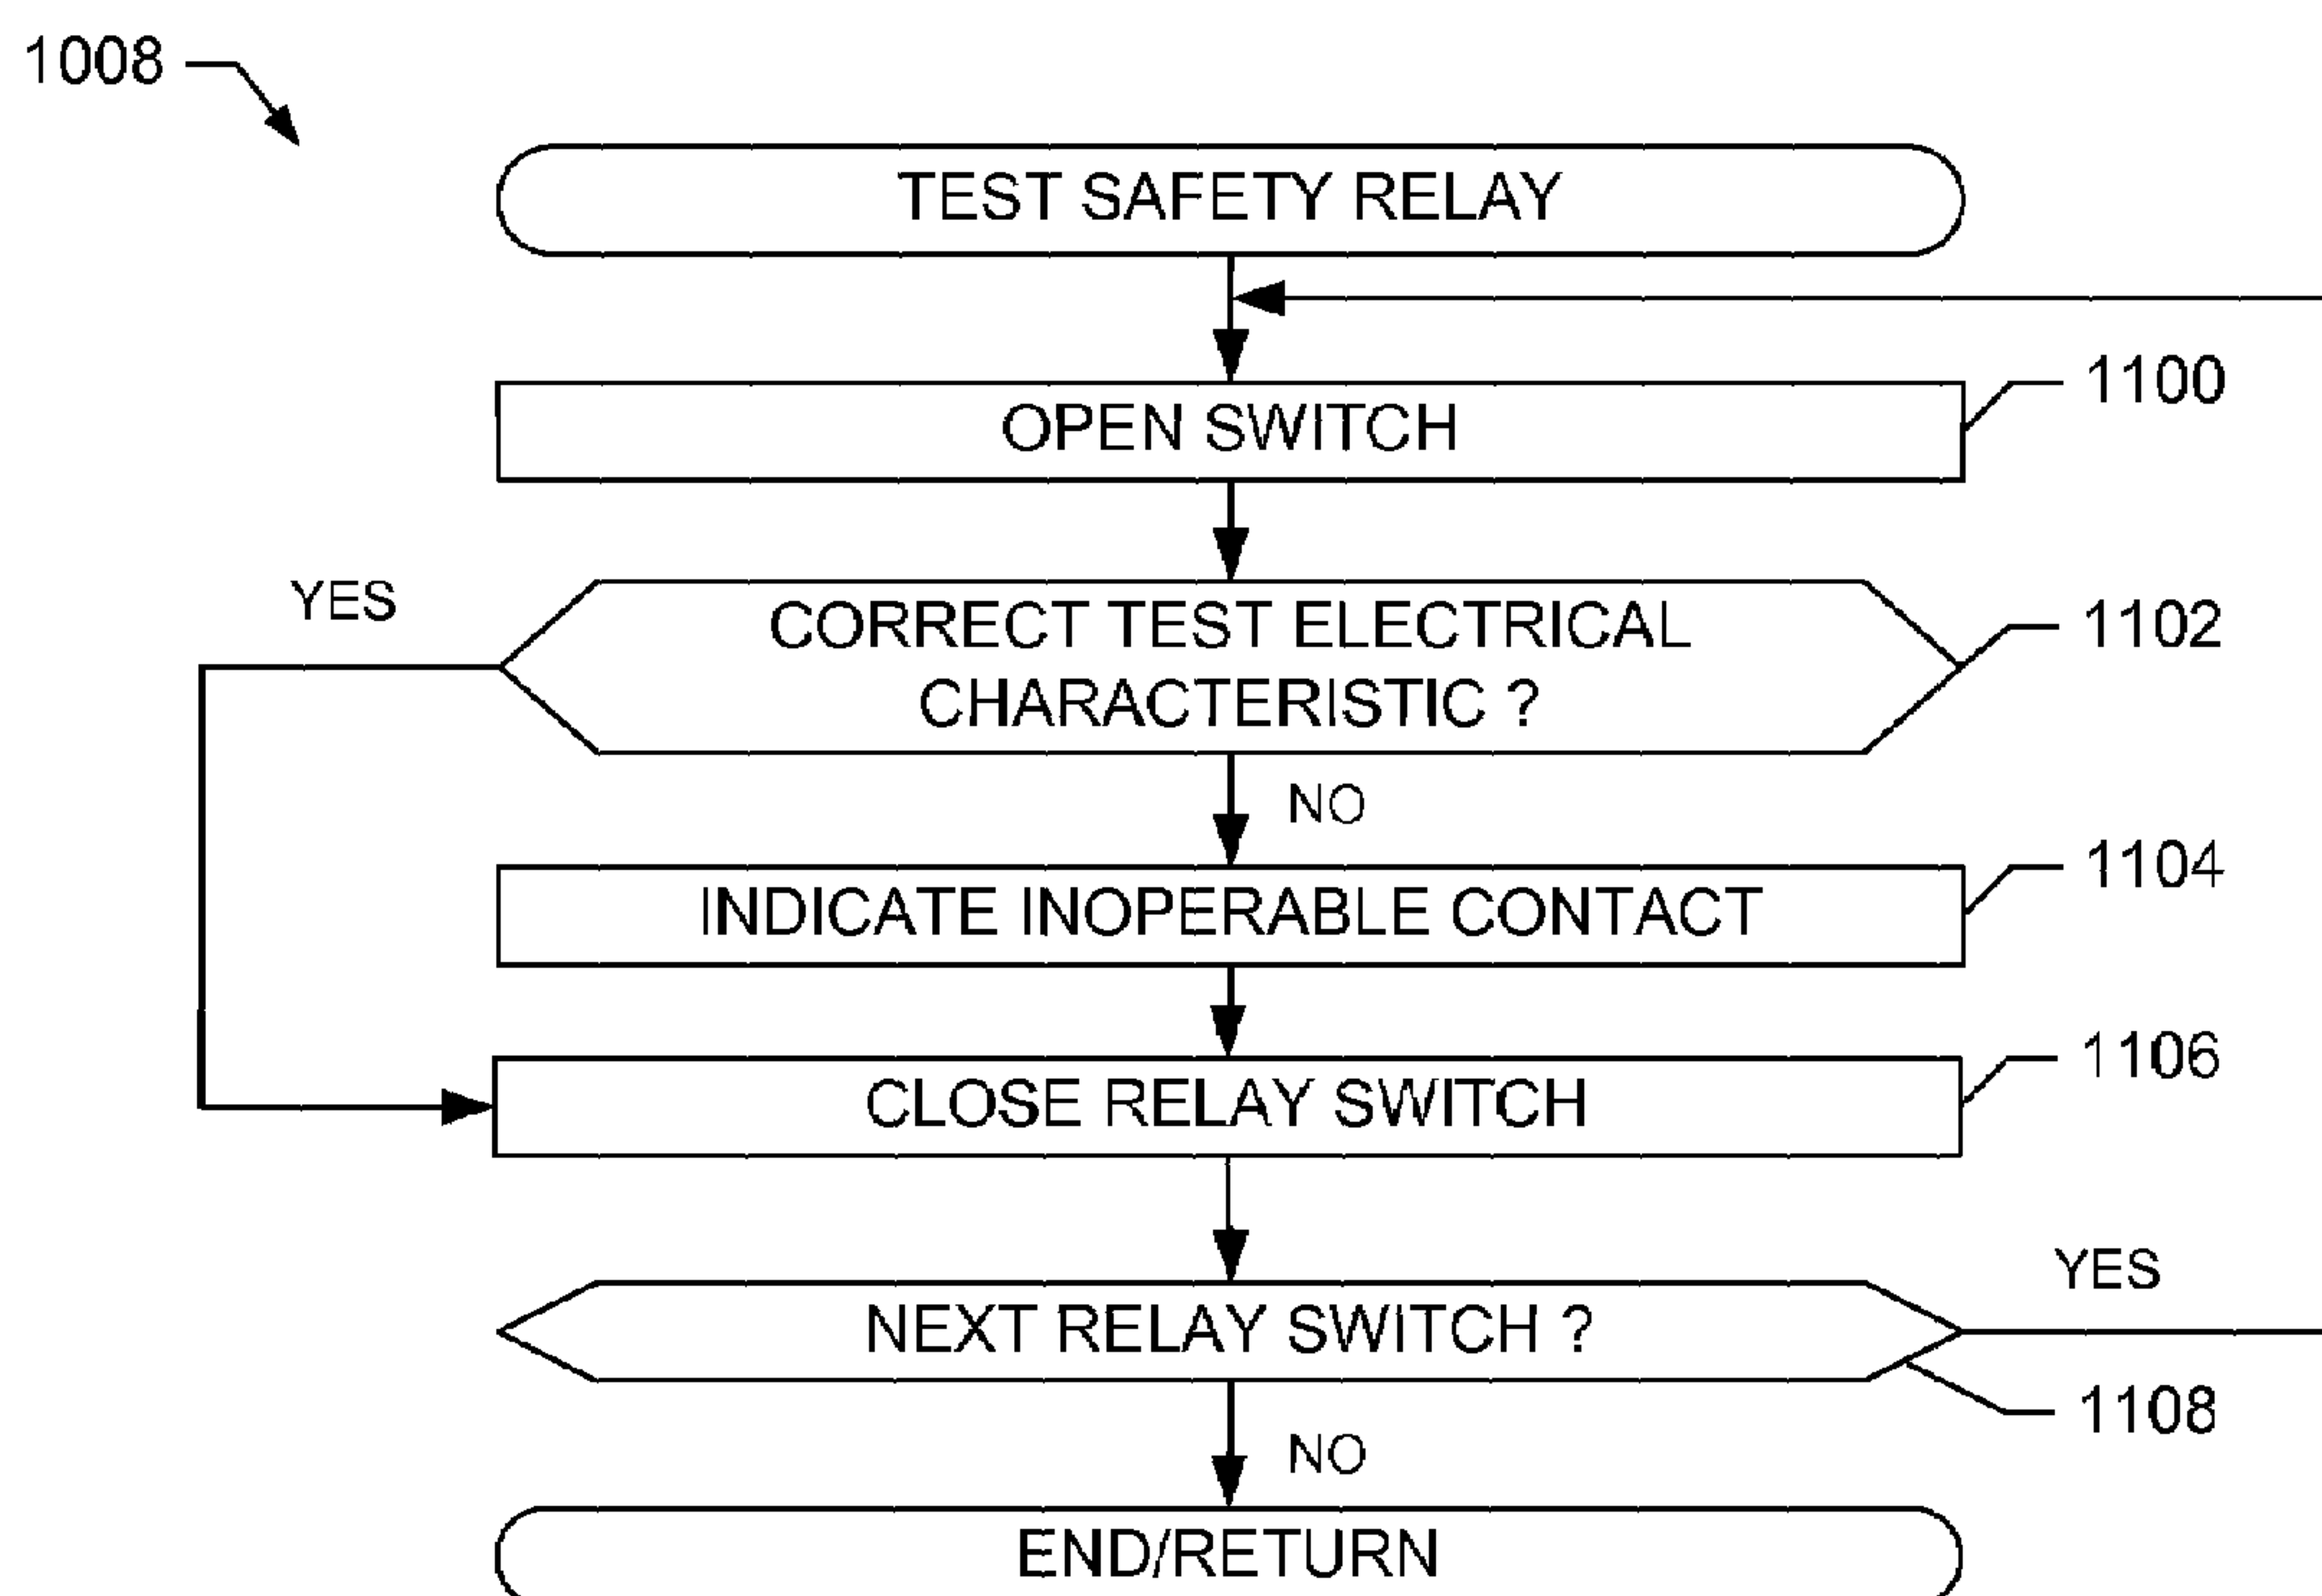 1008
TEST SAFETY RELAY
OPEN SWITCH
1100
YES
CORRECT TEST ELECTRICAL
CHARACTERISTIC ?
1102
NO
INDICATE INOPERABLE CONTACT
1104
CLOSE RELAY SWITCH
1106
NEXT RELAY SWITCH ?
YES
1108
NO
END/RETURN